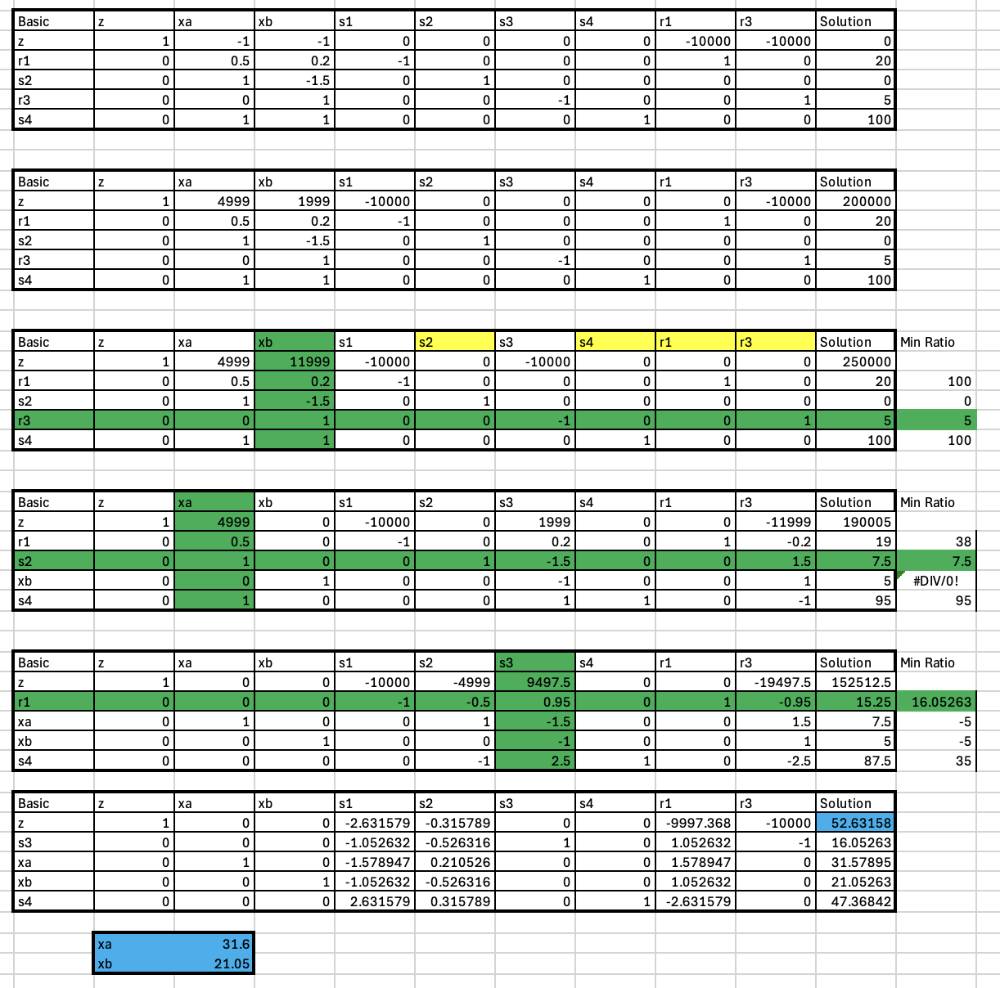 Basic z xa xb s1 s2 s3 s4 r1 r3 Solution
z 1 -1 -1 0 0 0 0 -10000 -10000 0
r1 0 0.5 0.2 -1 0 0 0 1 0 20
s2 0 1 -1.5 0 1 0 0 0 0 0
r3 0 0 1 0 0 -1 0 0 1 5
s4 0 1 1 0 0 0 1 0 0 100
Basic z xa xb s1 s2 s3 s4 r1 r3 Solution
z 1 4999 1999 -10000 0 0 0 0 -10000 200000
r1 0 0.5 0.2 -1 0 0 0 1 0 20
s2 0 1 -1.5 0 1 0 0 0 0 0
r3 0 0 1 0 0 -1 0 0 1 5
s4 0 1 1 0 0 0 1 0 0 100
Basic z xa xb s1 s2 s3 s4 r1 r3 Solution Min Ratio
z 1 4999 11999 -10000 0 -10000 0 0 0 250000
r1 0 0.5 0.2 -1 0 0 0 1 0 20 100
s2 0 1 -1.5 0 1 0 0 0 0 0 0
r3 0 0 1 0 0 -1 0 0 1 5 5
s4 0 1 1 0 0 0 1 0 0 100 100
Basic z xa xb s1 s2 s3 s4 r1 r3 Solution Min Ratio
z 1 4999 0 -10000 0 1999 0 0 -11999 190005
r1 0 0.5 0 -1 0 0.2 0 1 -0.2 19 38
s2 0 1 0 0 1 -1.5 0 0 1.5 7.5 7.5
xb 0 0 1 0 0 -1 0 0 1 5 #DIV/0!
s4 0 1 0 0 0 1 1 0 -1 95 95
Basic z xa xb s1 s2 s3 s4 r1 r3 Solution Min Ratio
z 1 0 0 -10000 -4999 9497.5 0 0 -19497.5 152512.5
r1 0 0 0 -1 -0.5 0.95 0 1 -0.95 15.25 16.05263
xa 0 1 0 0 1 -1.5 0 0 1.5 7.5 -5
xb 0 0 1 0 0 -1 0 0 1 5 -5
s4 0 0 0 0 -1 2.5 1 0 -2.5 87.5 35
Basic z xa xb s1 s2 s3 s4 r1 r3 Solution
z 1 0 0 -2.631579 -0.315789 0 0 -9997.368 -10000 52.63158
s3 0 0 0 -1.052632 -0.526316 1 0 1.052632 -1 16.05263
xa 0 1 0 -1.578947 0.210526 0 0 1.578947 0 31.57895
xb 0 0 1 -1.052632 -0.526316 0 0 1.052632 0 21.05263
s4 0 0 0 2.631579 0.315789 0 1 -2.631579 0 47.36842
xa 31.6
xb 21.05